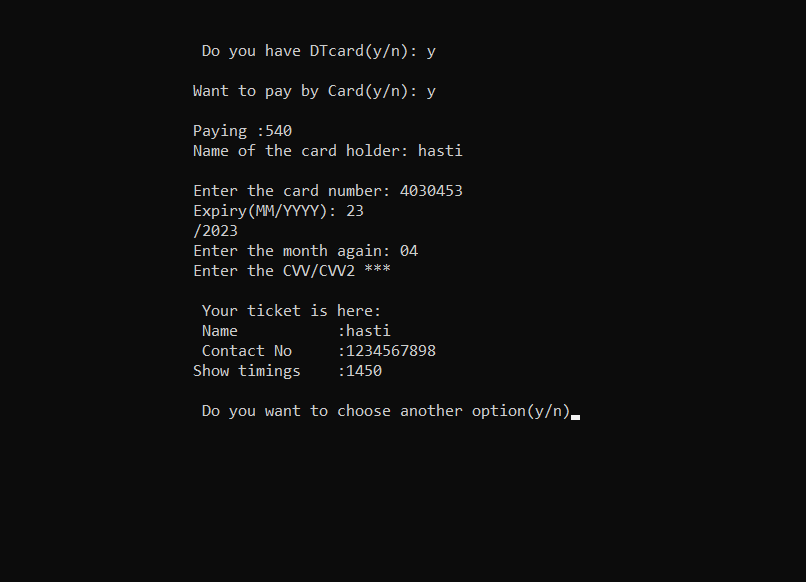 Do you have DTcard(y/n): y
Want to pay by Card(y/n): y
Paying :540
Name of the card holder: hasti
Enter the card number: 4030453
Expiry(MM/YYYY): 23
/2023
Enter the month again: 04
Enter the CVV/CVV2 ***
Your ticket is here:
Name           :hasti
Contact No     :1234567898
Show timings    :1450
Do you want to choose another option(y/n)